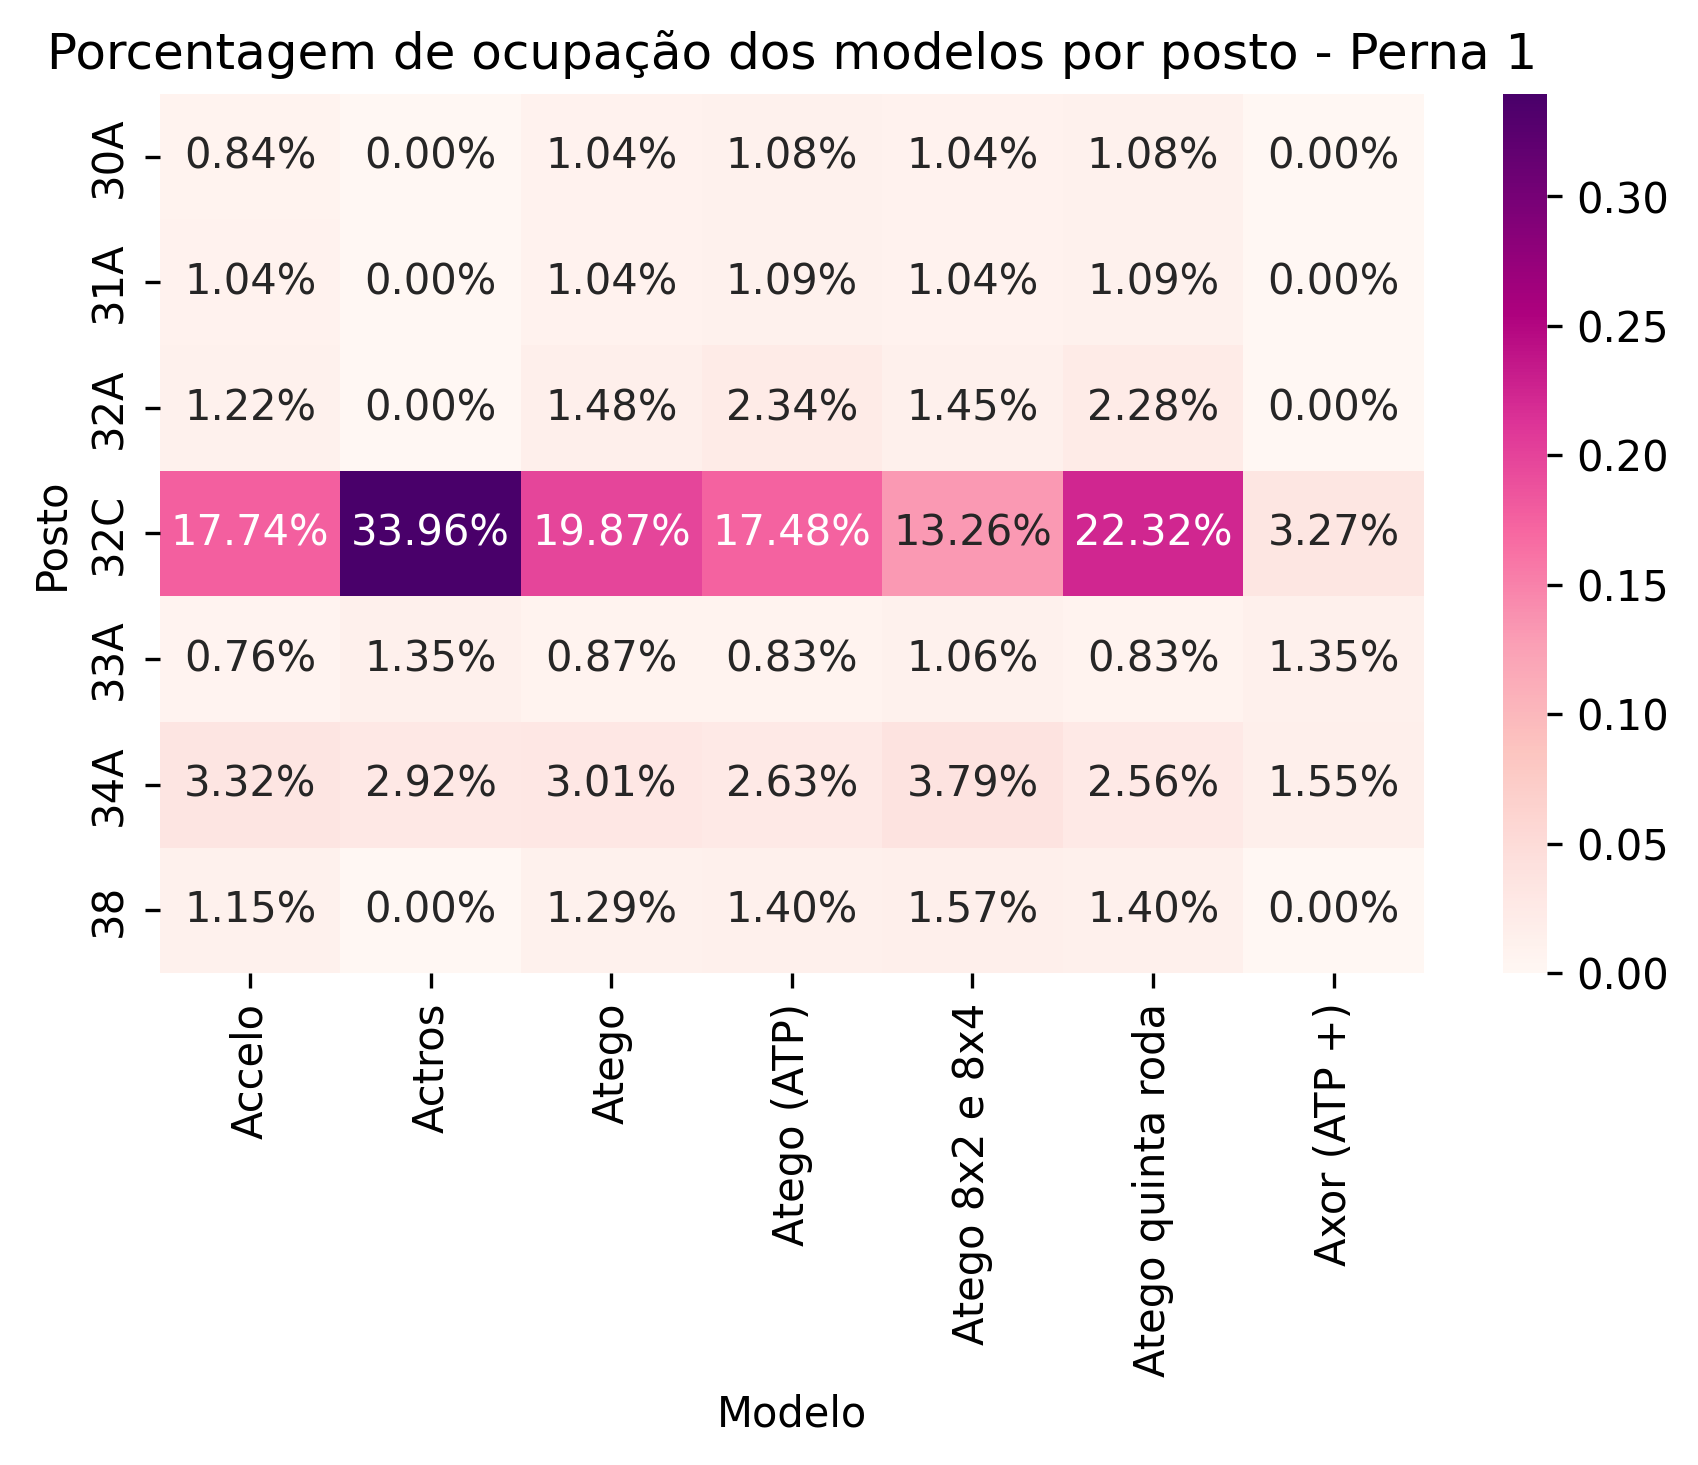 Porcentagem de ocupação dos modelos por posto - Perna 1
Posto
30A 0.84% 0.00% 1.04% 1.08% 1.04% 1.08% 0.00%
31A 1.04% 0.00% 1.04% 1.09% 1.04% 1.09% 0.00%
32A 1.22% 0.00% 1.48% 2.34% 1.45% 2.28% 0.00%
32C 17.74% 33.96% 19.87% 17.48% 13.26% 22.32% 3.27%
33A 0.76% 1.35% 0.87% 0.83% 1.06% 0.83% 1.35%
34A 3.32% 2.92% 3.01% 2.63% 3.79% 2.56% 1.55%
38 1.15% 0.00% 1.29% 1.40% 1.57% 1.40% 0.00%
Accelo
Actros
Atego
Atego (ATP)
Atego 8x2 e 8x4
Atego quinta roda
Axor (ATP +)
Modelo
0.30
0.25
0.20
0.15
0.10
0.05
0.00